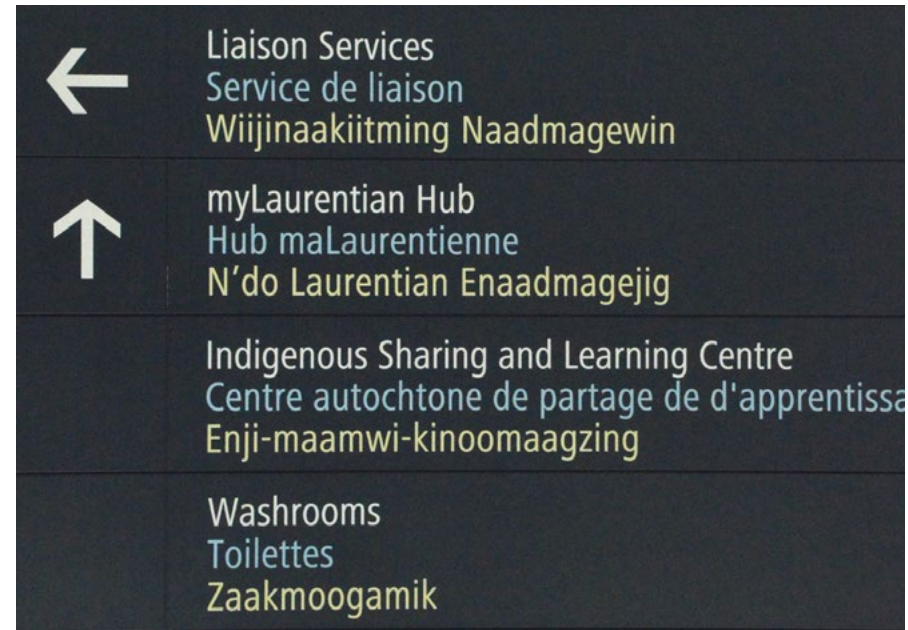 Liaison Services
Service de liaison
Wiijinaakiitming Naadmagewin
myLaurentian Hub
Hub maLaurentienne
N’do Laurentian Enaadmagejig
Indigenous Sharing and Learning Centre
Centre autochtone de partage de d'apprentissa
Enji-maamwi-kinoomaagzing
Washrooms
Toilettes
Zaakmoogamik